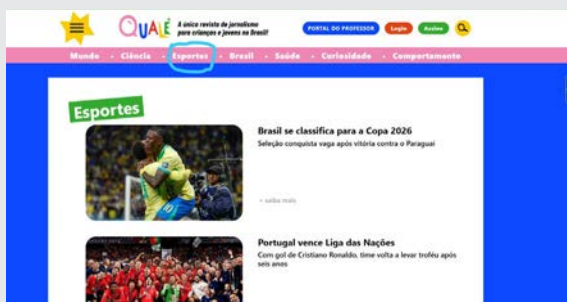 QUALÉ
A única revista de jornalismo
para crianças e jovens no Brasil!
PORTAL DO PROFESSOR
Login
Assine
Mundo • Ciência • Esportes • Brasil • Saúde • Curiosidade • Comportamento
Esportes
Brasil se classifica para a Copa 2026
Seleção conquista vaga após vitória contra o Paraguai
+ saiba mais
Portugal vence Liga das Nações
Com gol de Cristiano Ronaldo, time volta a levar troféu após
seis anos